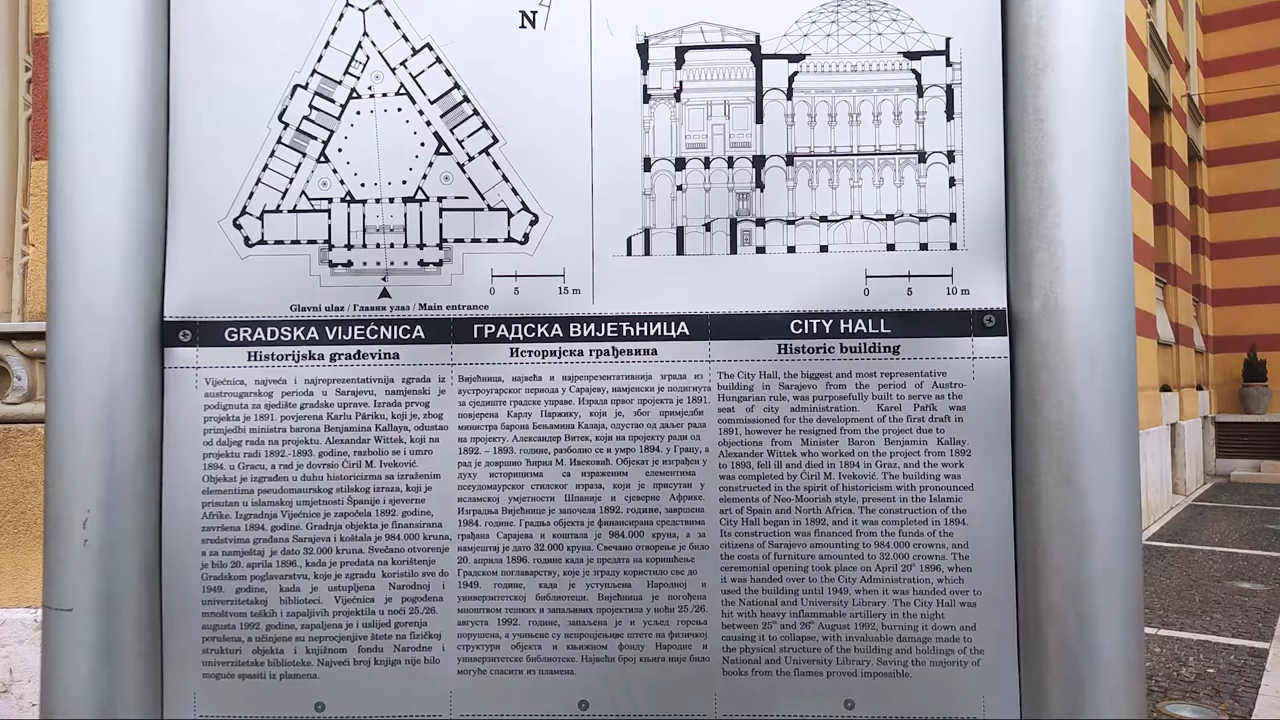 N
0 5 15 m
0 5 10 m
Glavni ulaz / Главни улаз / Main entrance
GRADSKA VIJEĆNICA
Historijska građevina
Vijećnica, najveća i najreprezentativnija zgrada iz
austrougarskog perioda u Sarajevu, namjenski je
podignuta za sjedište gradske uprave. Izrada prvog
projekta je 1891. povjerena Karlu Pàriku, koji je, zbog
primjedbi ministra barona Benjamina Kallaya, odustao
od daljeg rada na projektu. Alexandar Wittek, koji na
projektu radi 1892.-1893. godine, razbolio se i umro
1894. u Gracu, a rad je dovršio Ćiril M. Iveković.
Objekat je izgrađen u duhu historicizma sa izraženim
elementima pseudomaurskog stilskog izraza, koji je
prisutan u islamskoj umjetnosti Španije i sjeverne
Afrike. Izgradnja Vijećnice je započela 1892. godine,
završena 1894. godine. Gradnja objekta je finansirana
sredstvima građana Sarajeva i koštala je 984.000 kruna,
a za namještaj je dato 32.000 kruna. Svečano otvorenje
je bilo 20. aprila 1896., kada je predata na korištenje
Gradskom poglavarstvu, koje je zgradu koristilo sve do
1949. godine, kada je ustupljena Narodnoj i
univerzitetskoj biblioteci. Vijećnica je pogođena
mnoštvom teških i zapaljivih projektila u noći 25./26.
augusta 1992. godine, zapaljena je i uslijed gorenja
porušena, a učinjene su neprocjenjive štete na fizičkoj
strukturi objekta i knjižnom fondu Narodne i
univerzitetske biblioteke. Najveći broj knjiga nije bilo
moguće spasiti iz plamena.
ГРАДСКА ВИЈЕЋНИЦА
Историјска грађевина
Вијећница, највећа и најрепрезентативнија зграда из
аустроугарског периода у Сарајеву, намјенски је подигнута
за сједиште градске управе. Израда првог пројекта је 1891.
повјерена Карлу Паржику, који је, због примједби
министра барона Бењамина Калаја, одустао од даљег рада
на пројекту. Александер Витек, који на пројекту ради од
1892. – 1893. године, разболио се и умро 1894. у Грацу, а
рад је довршио Ћирил М. Ивековић. Објекат је изграђен у
духу историцизма са израженим елементима
псеудомаурског стилског израза, који је присутан у
исламској умјетности Шпаније и сјеверне Африке.
Изградња Вијећнице је започела 1892. године, завршена
1984. године. Градња објекта је финансирана средствима
грађана Сарајева и коштала је 984.000 круна, а за
намјештај је дато 32.000 круна. Свечано отворење је било
20. априла 1896. године када је предата на коришћење
Градском поглаварству, које је зграду користило све до
1949. године, када је уступљена Народној и
универзитетској библиотеци. Вијећница је погођена
мноштвом тешких и запаљивих пројектила у ноћи 25./26.
августа 1992. године, запаљена је и усљед горења
порушена, а учињене су непроцјењиве штете на физичкој
структури објекта и књижном фонду Народне и
универзитетске библиотеке. Највећи број књига није било
могуће спасити из пламена.
CITY HALL
Historic building
The City Hall, the biggest and most representative
building in Sarajevo from the period of Austro-
Hungarian rule, was purposefully built to serve as the
seat of city administration. Karel Pařik was
commissioned for the development of the first draft in
1891, however he resigned from the project due to
objections from Minister Baron Benjamin Kallay.
Alexander Wittek who worked on the project from 1892
to 1893, fell ill and died in 1894 in Graz, and the work
was completed by Ćiril M. Iveković. The building was
constructed in the spirit of historicism with pronounced
elements of Neo-Moorish style, present in the Islamic
art of Spain and North Africa. The construction of the
City Hall began in 1892, and it was completed in 1894.
Its construction was financed from the funds of the
citizens of Sarajevo amounting to 984.000 crowns, and
the costs of furniture amounted to 32.000 crowns. The
ceremonial opening took place on April 20th 1896, when
it was handed over to the City Administration, which
used the building until 1949, when it was handed over to
the National and University Library. The City Hall was
hit with heavy inflammable artillery in the night
between 25th and 26th August 1992, burning it down and
causing it to collapse, with invaluable damage made to
the physical structure of the building and holdings of the
National and University Library. Saving the majority of
books from the flames proved impossible.